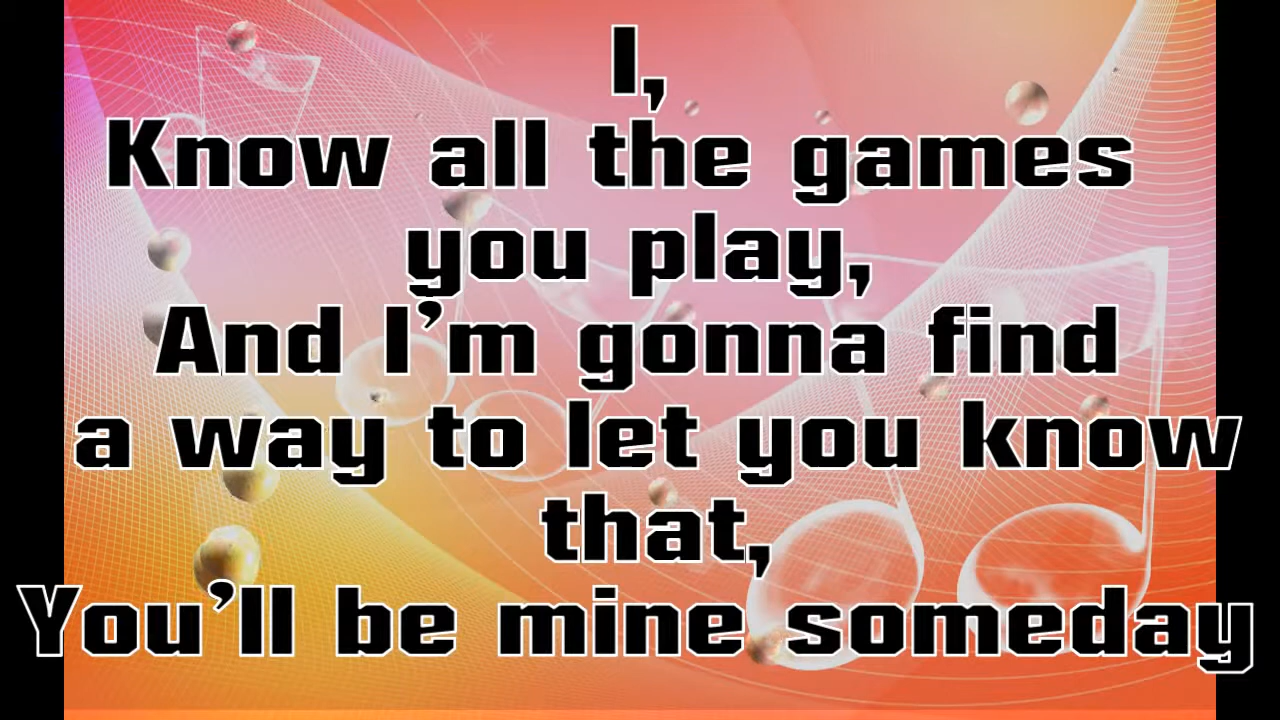 I,
Know all the games
you play,
And I’m gonna find
a way to let you know
that,
You’ll be mine someday